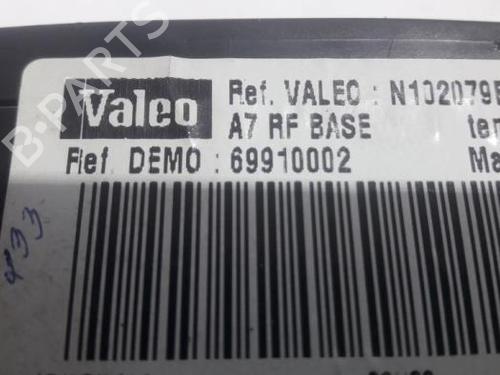 B-PARTS
Valeo Ref. VALEO : N102079
A7 RF BASE
Ref. DEMO : 69910002